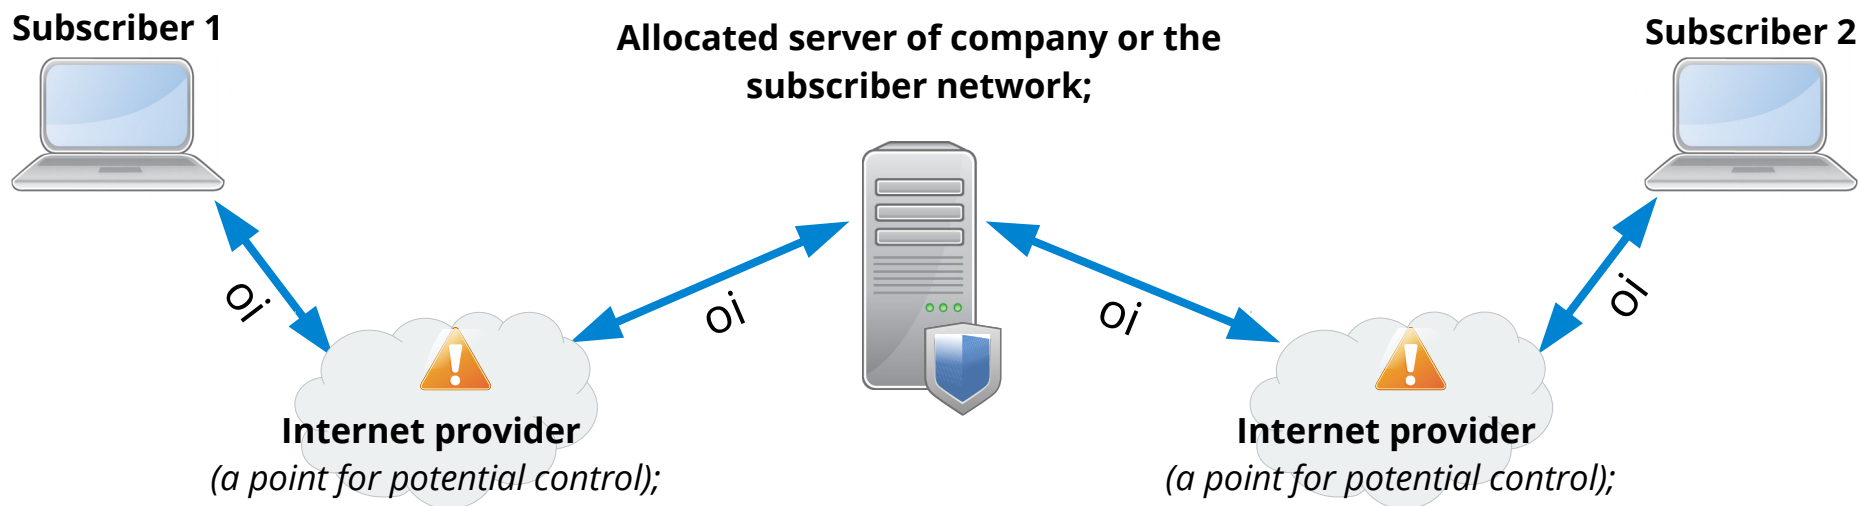 Subscriber 1
Allocated server of company or the
subscriber network;
Subscriber 2
oi
oi
oi
oi
Internet provider
(a point for potential control);
Internet provider
(a point for potential control);